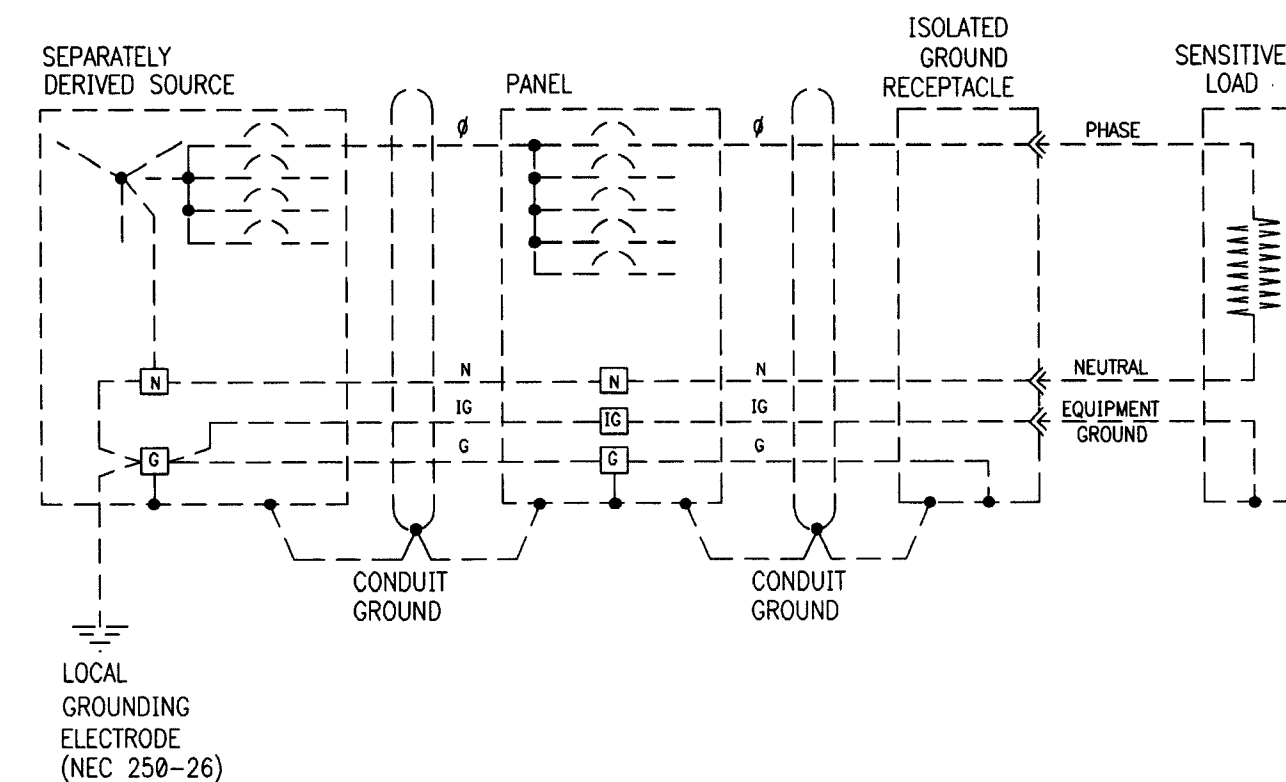 SEPARATELY
DERIVED SOURCE
PANEL
ISOLATED
GROUND
RECEPTACLE
SENSITIVE
LOAD
ϕ
ϕ
PHASE
N
N
N
N
NEUTRAL
IG
IG
IG
EQUIPMENT
GROUND
G
G
G
G
CONDUIT
GROUND
CONDUIT
GROUND
LOCAL
GROUNDING
ELECTRODE
(NEC 250-26)